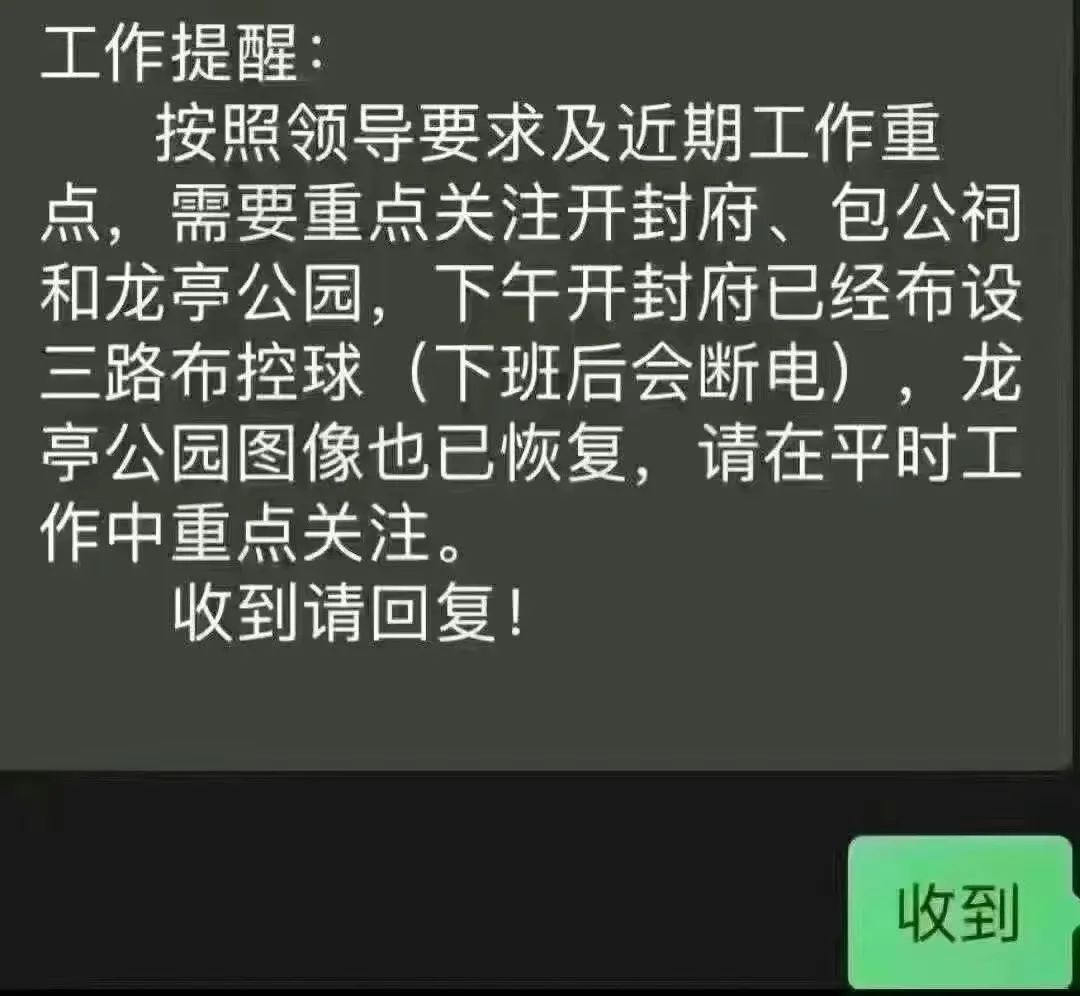 工作提醒：
按照领导要求及近期工作重
点，需要重点关注开封府、包公祠
和龙亭公园，下午开封府已经布设
三路布控球（下班后会断电），龙
亭公园图像也已恢复，请在平时工
作中重点关注。
收到请回复！
收到